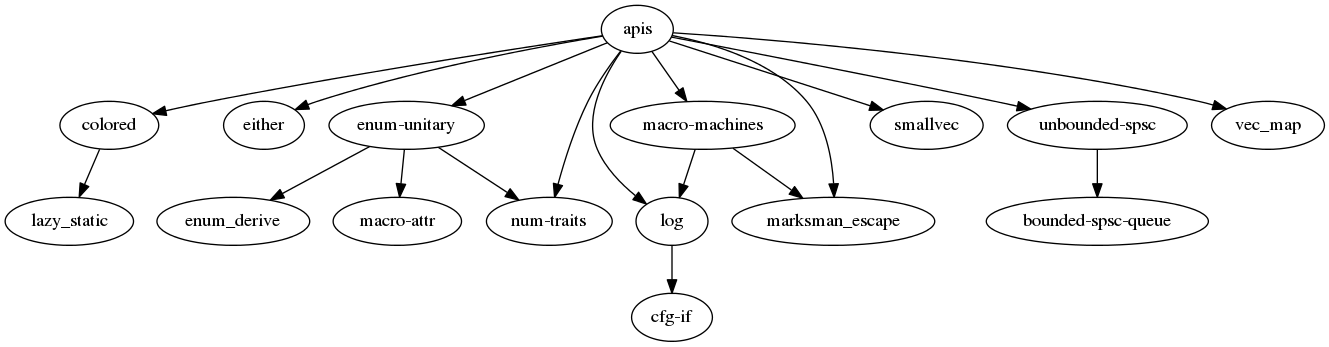 apis
colored
either
enum-unitary
macro-machines
smallvec
unbounded-spsc
vec_map
lazy_static
enum_derive
macro-attr
num-traits
log
marksman_escape
bounded-spsc-queue
cfg-if